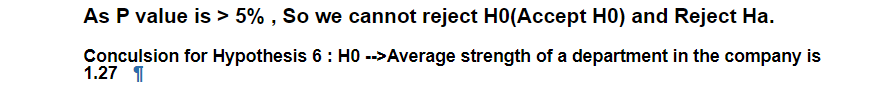 As P value is > 5% , So we cannot reject H0(Accept H0) and Reject Ha.
Conculsion for Hypothesis 6 : H0 -->Average strength of a department in the company is
1.27 ¶